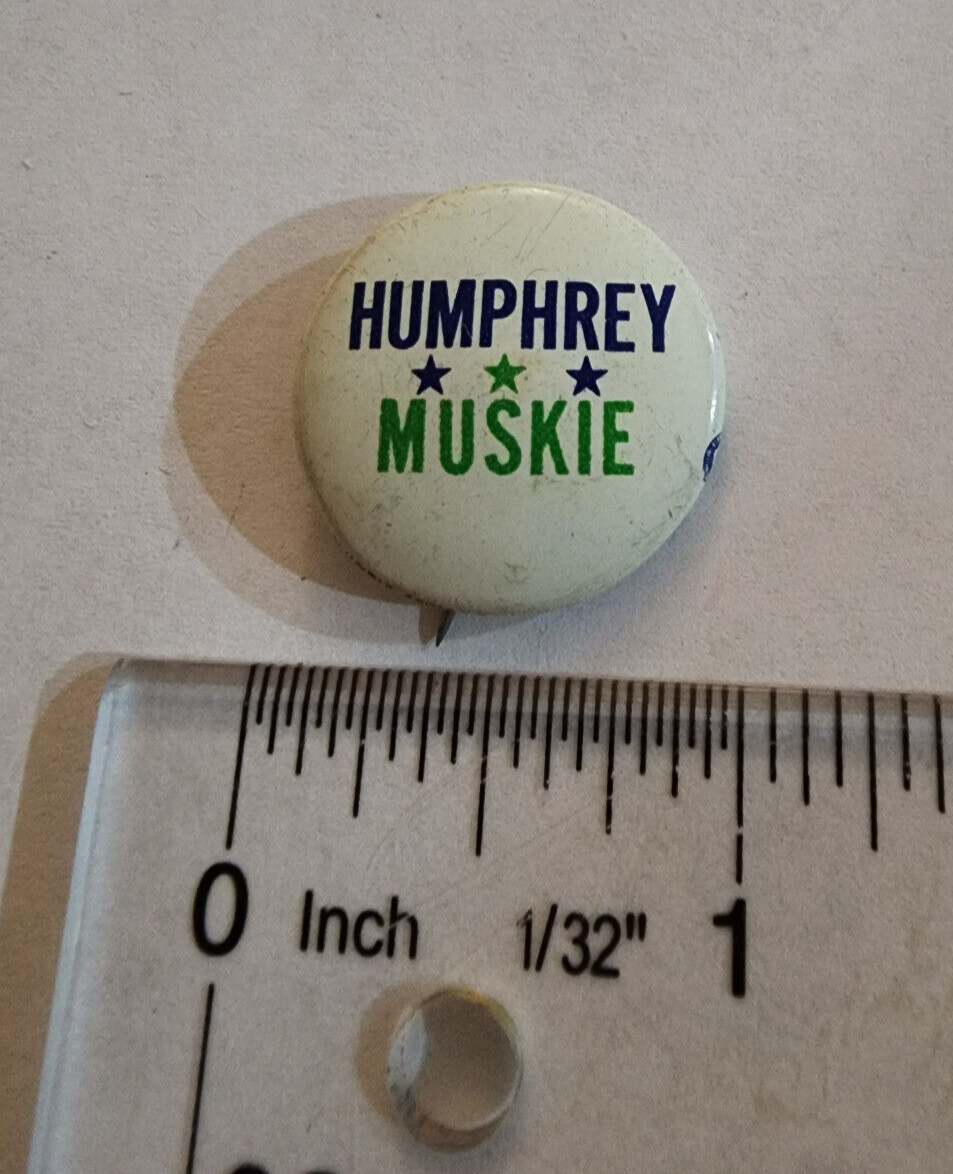 HUMPHREY
★ ★ ★
MUSKIE
0 Inch 1/32" 1